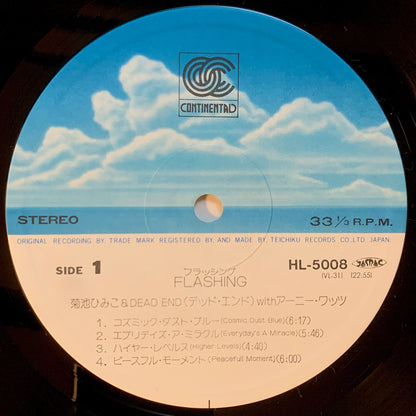 CONTINENTAL
STEREO
33 1/3 R.P.M.
ORIGINAL RECORDING BY, TRADE MARK REGISTERED BY, AND MADE BY TEICHIKU RECORDS CO.,LTD. JAPAN.
SIDE 1
フラッシング
FLASHING
HL-5008 JASRAC
(VL-31) (22:55)
菊池ひみこ&DEAD END〈デッド・エンド〉withアーニー・ワッツ
1. コズミック・ダスト・ブルー(Cosmic Dust Blue)(6:17)
2. エブリデイズ・ア・ミラクル(Everyday's A Miracle)(5:46)
3. ハイヤー・レベルス(Higher Levels)(4:40)
4. ピースフル・モーメント(Peacefull Moment)(6:00)